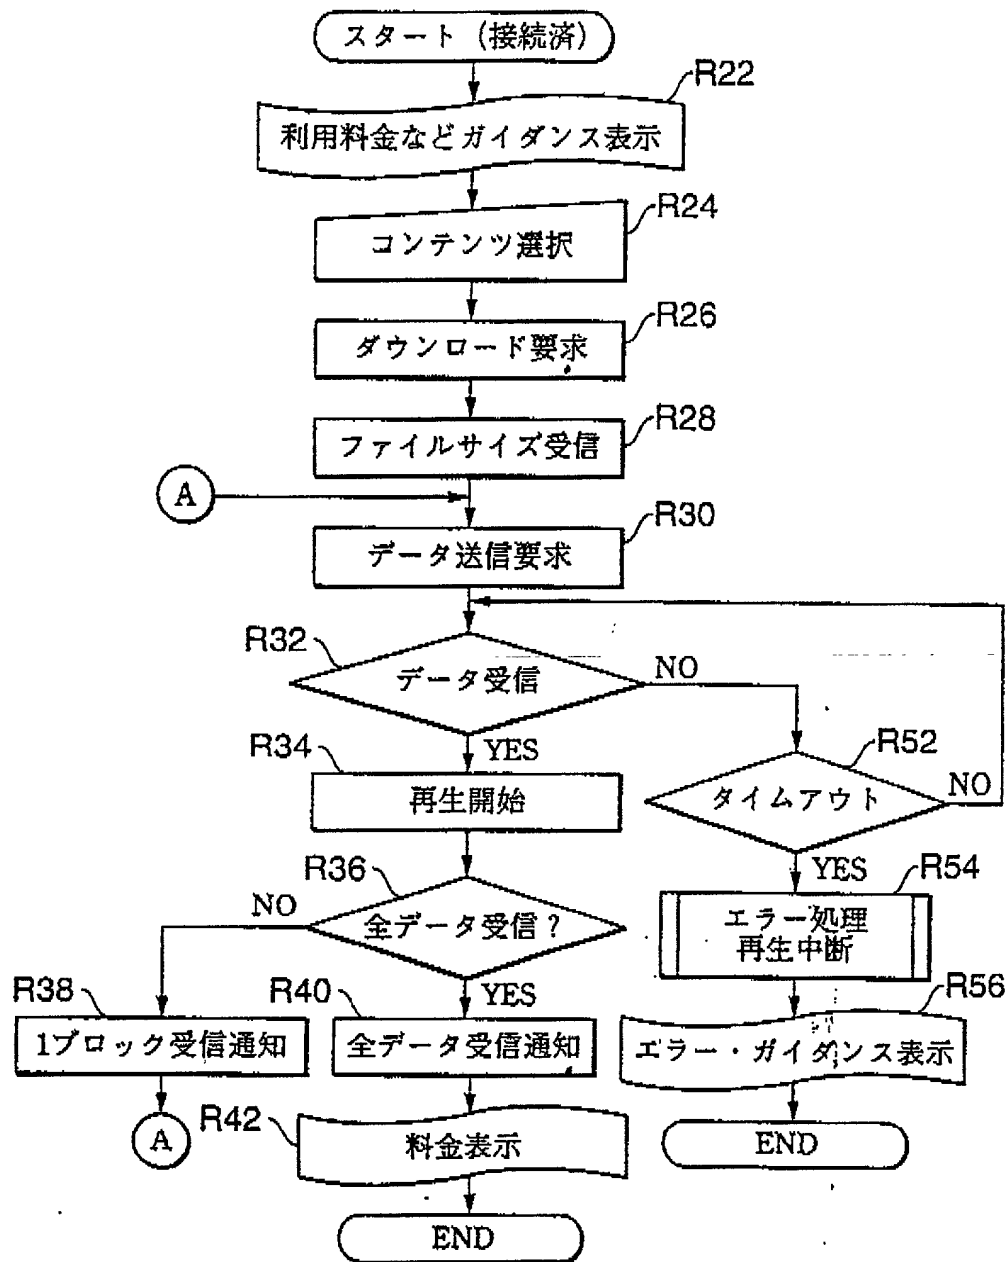 スタート (接続済)
R22
利用料金などガイダンス表示
R24
コンテンツ選択
R26
ダウンロード要求
R28
ファイルサイズ受信
A
R30
データ送信要求
R32
データ受信
NO
YES
R34
再生開始
R52
タイムアウト
NO
YES
R36
全データ受信?
NO
YES
R54
エラー処理
再生中断
R38
1ブロック受信通知
A
R40
全データ受信通知
R56
エラー・ガイダンス表示
END
R42
料金表示
END